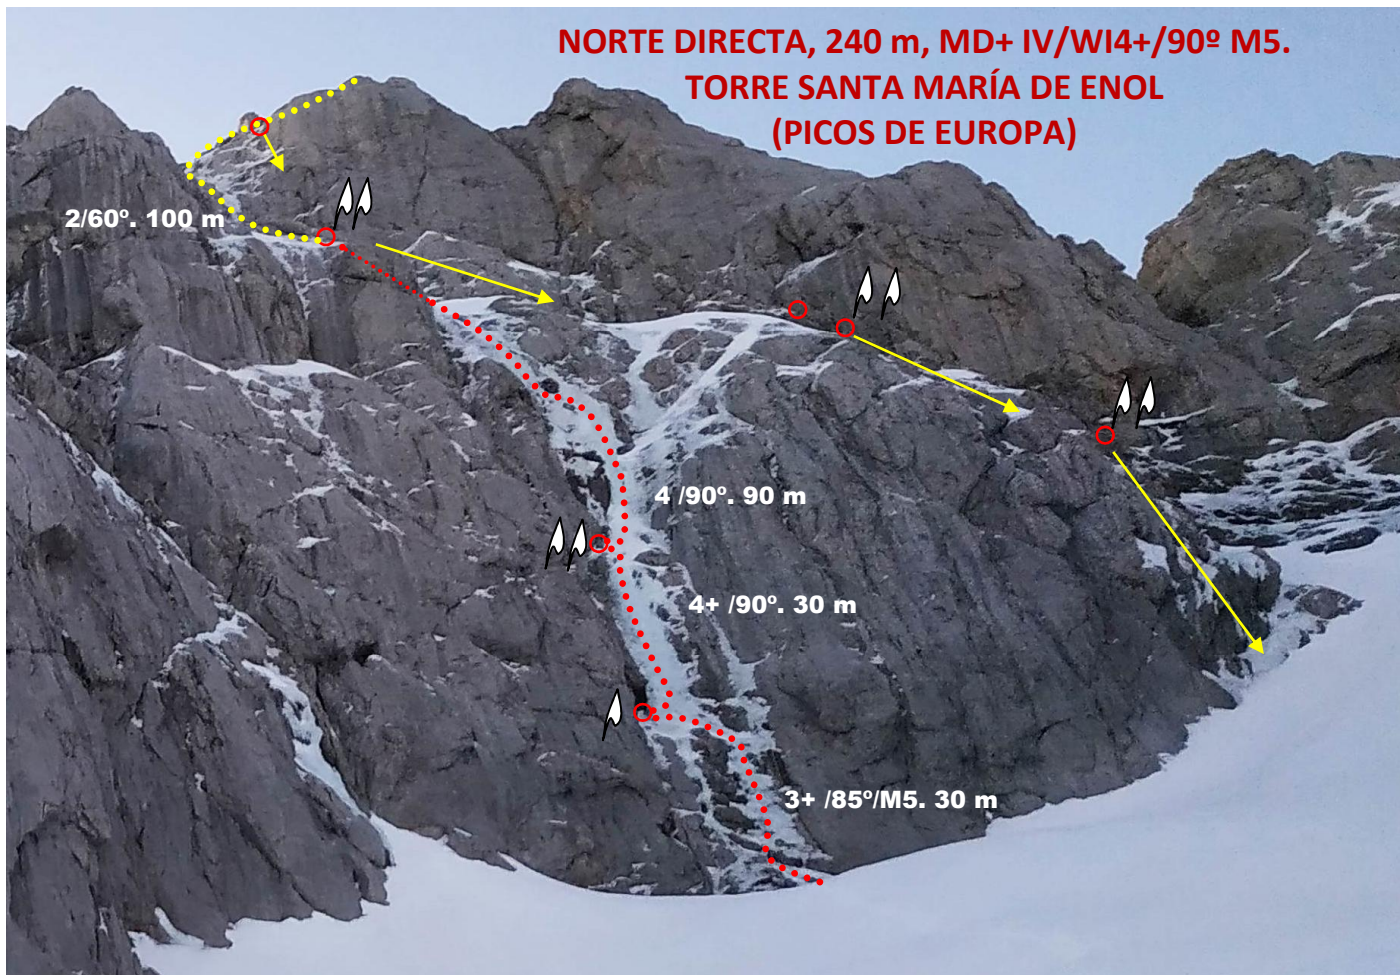 NORTE DIRECTA, 240 m, MD+ IV/WI4+/90º M5.
TORRE SANTA MARÍA DE ENOL
(PICOS DE EUROPA)
2/60º. 100 m
4 /90º. 90 m
4+ /90º. 30 m
3+ /85º/M5. 30 m